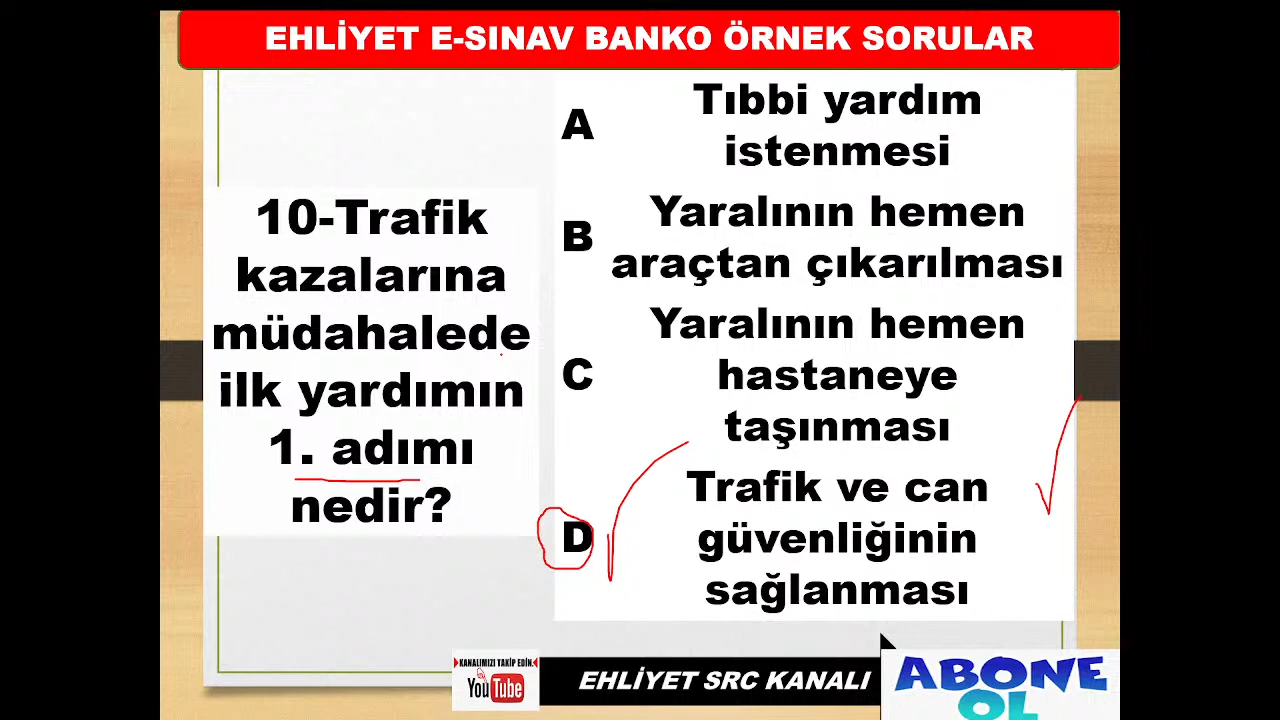 EHLİYET E-SINAV BANKO ÖRNEK SORULAR
10-Trafik
kazalarına
müdahalede
ilk yardımın
1. adımı
nedir?
A
Tıbbi yardım
istenmesi
B
Yaralının hemen
araçtan çıkarılması
C
Yaralının hemen
hastaneye
taşınması
D
Trafik ve can
güvenliğinin
sağlanması
KANALIMIZI TAKİP EDİN.
YouTube
EHLİYET SRC KANALI
ABONE
OL